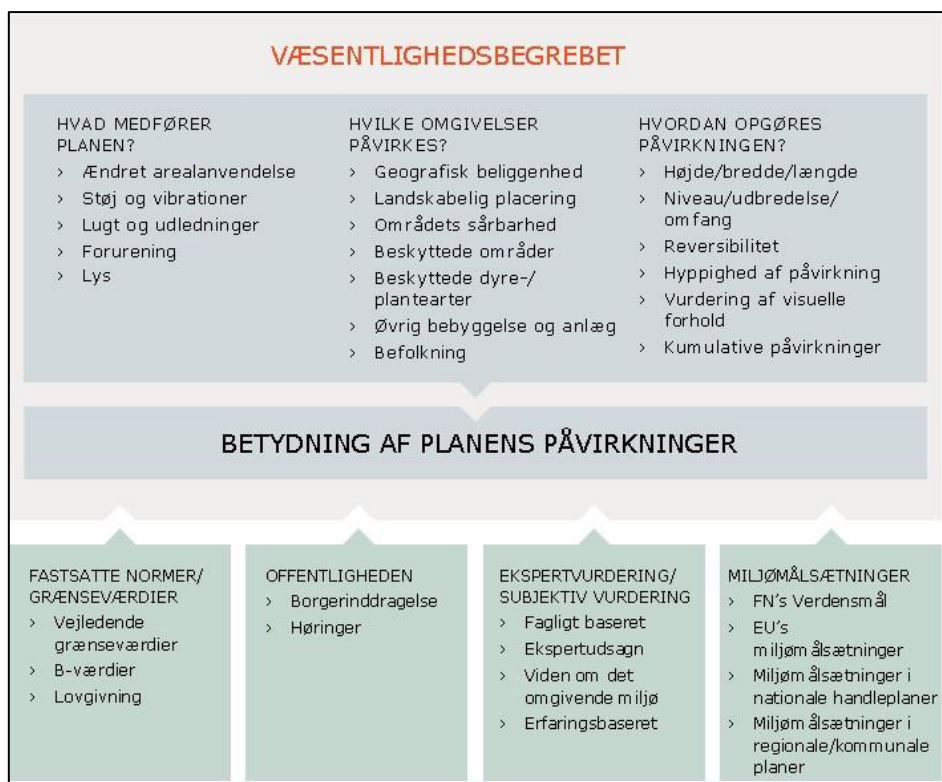 VÆSENTLIGHEDSBEGREBET
HVAD MEDFØRER
PLANEN?
> Ændret arealanvendelse
> Støj og vibrationer
> Lugt og udledninger
> Forurening
> Lys
HVILKE OMGIVELSER
PÅVIRKES?
> Geografisk beliggenhed
> Landskabelig placering
> Områdets sårbarhed
> Beskyttede områder
> Beskyttede dyre-/
plantearter
> Øvrig bebyggelse og anlæg
> Befolkning
HVORDAN OPGØRES
PÅVIRKNINGEN?
> Højde/bredde/længde
> Niveau/udbredelse/
omfang
> Reversibilitet
> Hyppighed af påvirkning
> Vurdering af visuelle
forhold
> Kumulative påvirkninger
BETYDNING AF PLANENS PÅVIRKNINGER
FASTSATTE NORMER/
GRÆNSEVÆRDIER
> Vejledende
grænseværdier
> B-værdier
> Lovgivning
OFFENTLIGHEDEN
> Borgerinddragelse
> Høringer
EKSPERTVURDERING/
SUBJEKTIV VURDERING
> Fagligt baseret
> Ekspertudsagn
> Viden om det
omgivende miljø
> Erfaringsbaseret
MILJØMÅLSÆTNINGER
> FN's Verdensmål
> EU's
miljømålsætninger
> Miljømålsætninger i
nationale handleplaner
> Miljømålsætninger i
regionale/kommunale
planer